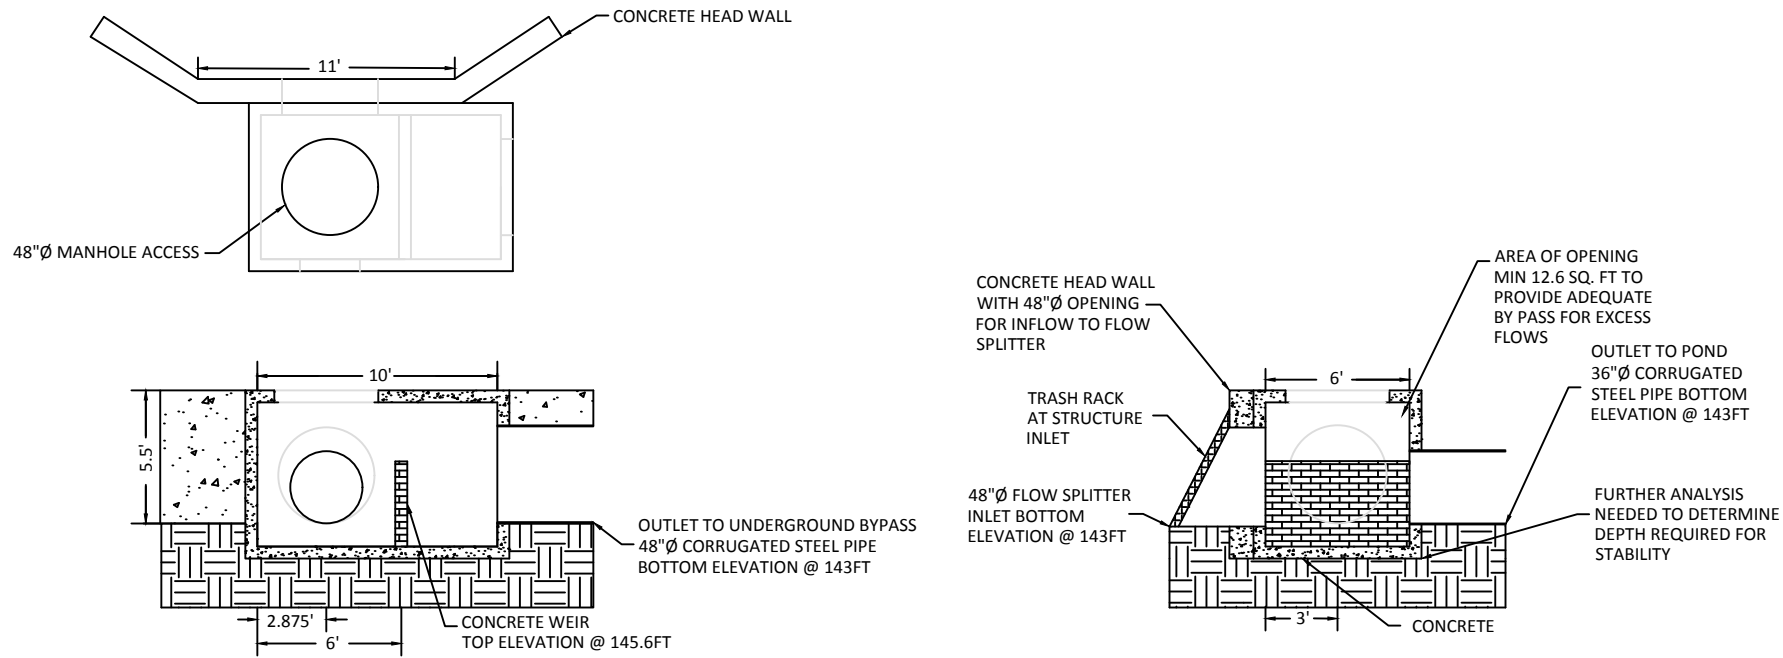 CONCRETE HEAD WALL
11'
48"Ø MANHOLE ACCESS
10'
5.5'
OUTLET TO UNDERGROUND BYPASS
48"Ø CORRUGATED STEEL PIPE
BOTTOM ELEVATION @ 143FT
2.875'
6'
CONCRETE WEIR
TOP ELEVATION @ 145.6FT
CONCRETE HEAD WALL
WITH 48"Ø OPENING
FOR INFLOW TO FLOW
SPLITTER
AREA OF OPENING
MIN 12.6 SQ. FT TO
PROVIDE ADEQUATE
BY PASS FOR EXCESS
FLOWS
6'
TRASH RACK
AT STRUCTURE
INLET
OUTLET TO POND
36"Ø CORRUGATED
STEEL PIPE BOTTOM
ELEVATION @ 143FT
48"Ø FLOW SPLITTER
INLET BOTTOM
ELEVATION @ 143FT
FURTHER ANALYSIS
NEEDED TO DETERMINE
DEPTH REQUIRED FOR
STABILITY
3'
CONCRETE